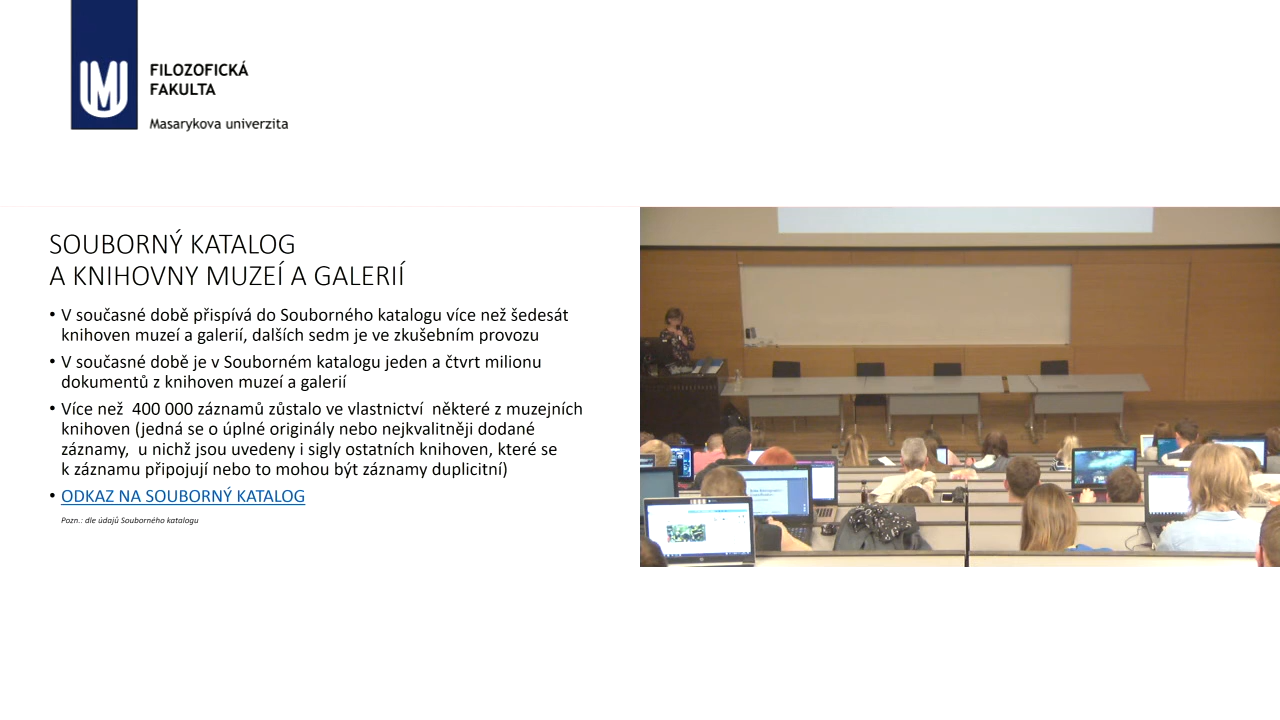 FILOZOFICKÁ
FAKULTA
Masarykova univerzita
SOUBORNÝ KATALOG
A KNIHOVNY MUZEÍ A GALERIÍ
• V současné době přispívá do Souborného katalogu více než šedesát
knihoven muzeí a galerií, dalších sedm je ve zkušebním provozu
• V současné době je v Souborném katalogu jeden a čtvrt milionu
dokumentů z knihoven muzeí a galerií
• Více než  400 000 záznamů zůstalo ve vlastnictví  některé z muzejních
knihoven (jedná se o úplné originály nebo nejkvalitněji dodané
záznamy,  u nichž jsou uvedeny i sigly ostatních knihoven, které se
k záznamu připojují nebo to mohou být záznamy duplicitní)
• ODKAZ NA SOUBORNÝ KATALOG
Pozn.: dle údajů Souborného katalogu